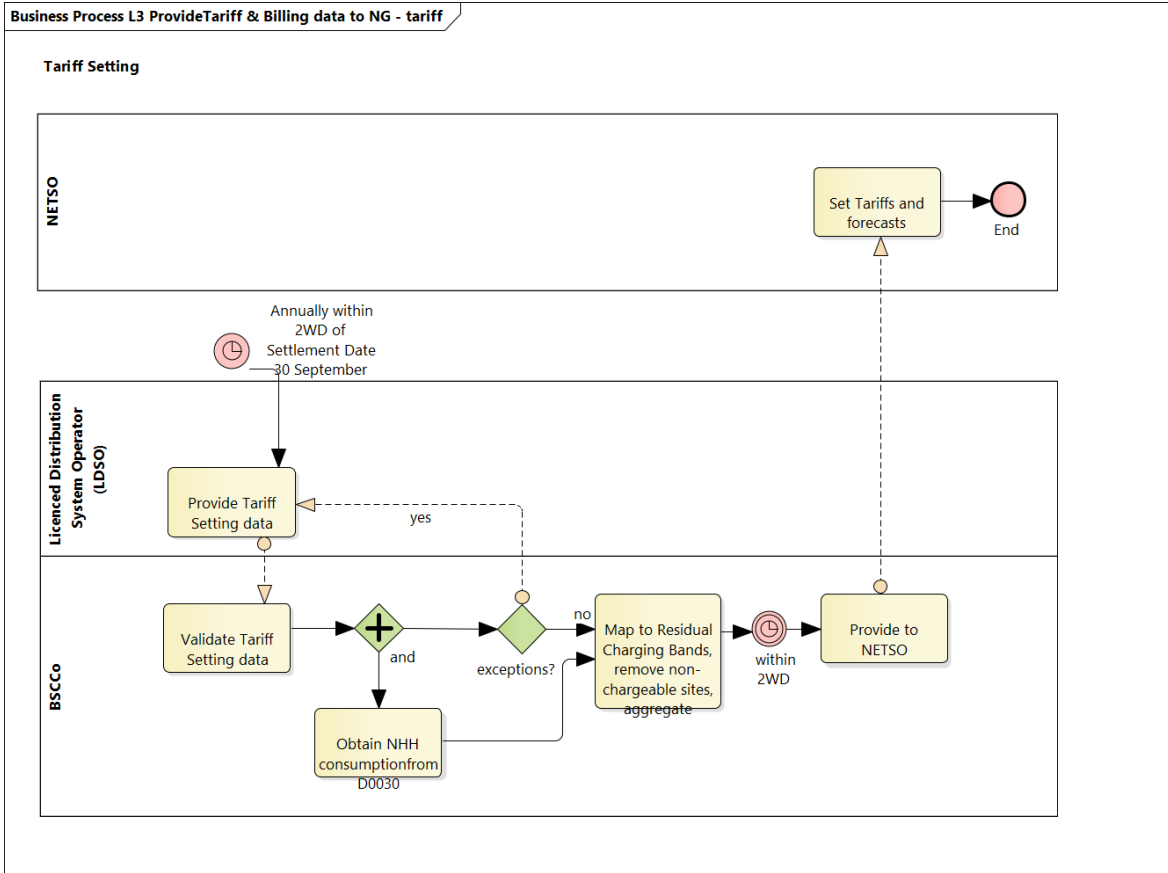 Business Process L3 ProvideTariff & Billing data to NG - tariff
Tariff Setting
NETSO
Set Tariffs and
forecasts
End
Annually within
2WD of
Settlement Date
30 September
Licenced Distribution
System Operator
(LDSO)
Provide Tariff
Setting data
yes
BSCCo
Validate Tariff
Setting data
and
exceptions?
no
Map to Residual
Charging Bands,
remove non-
chargeable sites,
aggregate
within
2WD
Provide to
NETSO
Obtain NHH
consumptionfrom
D0030